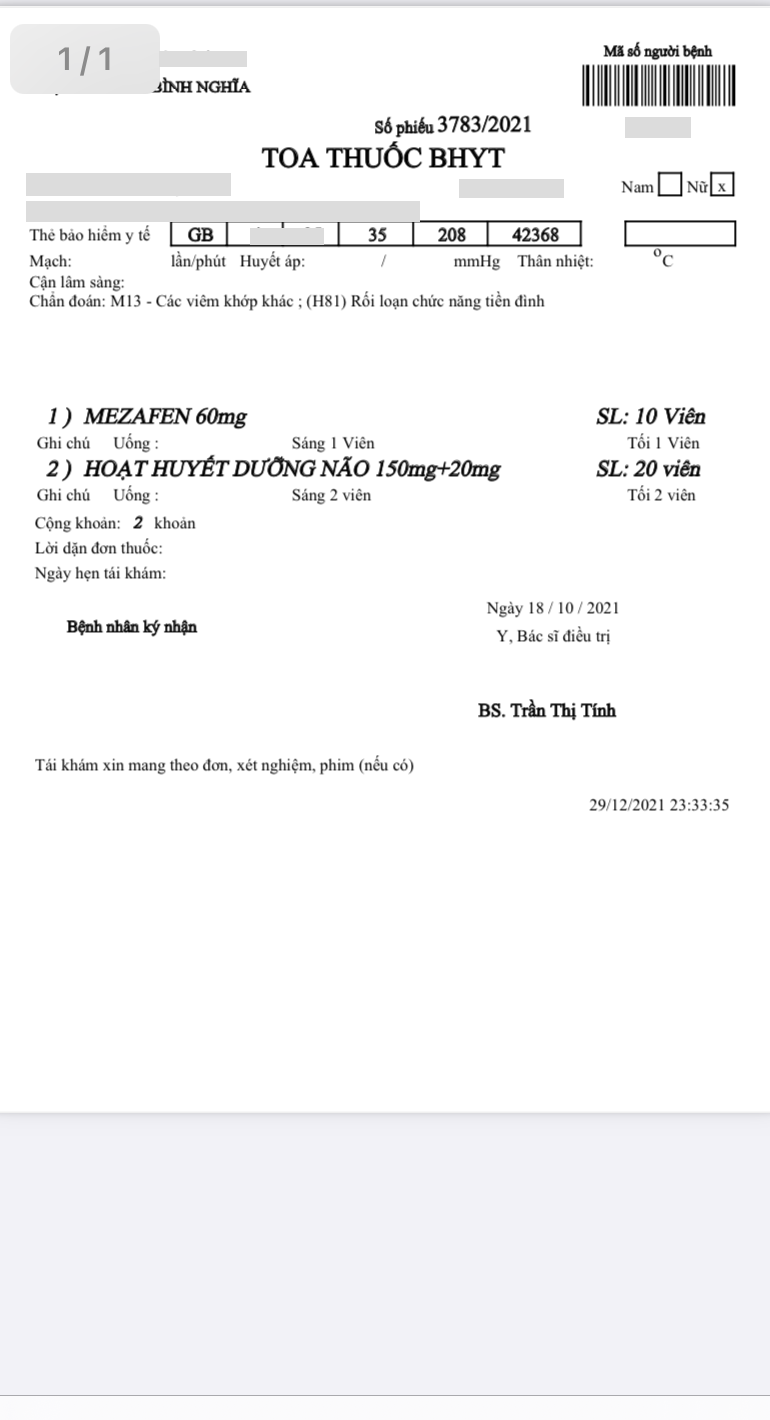 1/1
BÌNH NGHĨA
Mã số người bệnh
Số phiếu 3783/2021
TOA THUỐC BHYT
Nam Nữ x
Thẻ bảo hiểm y tế GB 35 208 42368
Mạch: lần/phút Huyết áp: / mmHg Thân nhiệt: °C
Cận lâm sàng:
Chẩn đoán: M13 - Các viêm khớp khác ; (H81) Rối loạn chức năng tiền đình
1 ) MEZAFEN 60mg SL: 10 Viên
Ghi chú Uống : Sáng 1 Viên Tối 1 Viên
2 ) HOẠT HUYẾT DƯỠNG NÃO 150mg+20mg SL: 20 viên
Ghi chú Uống : Sáng 2 viên Tối 2 viên
Cộng khoản: 2 khoản
Lời dặn đơn thuốc:
Ngày hẹn tái khám:
Ngày 18 / 10 / 2021
Bệnh nhân ký nhận
Y, Bác sĩ điều trị
BS. Trần Thị Tính
Tái khám xin mang theo đơn, xét nghiệm, phim (nếu có)
29/12/2021 23:33:35